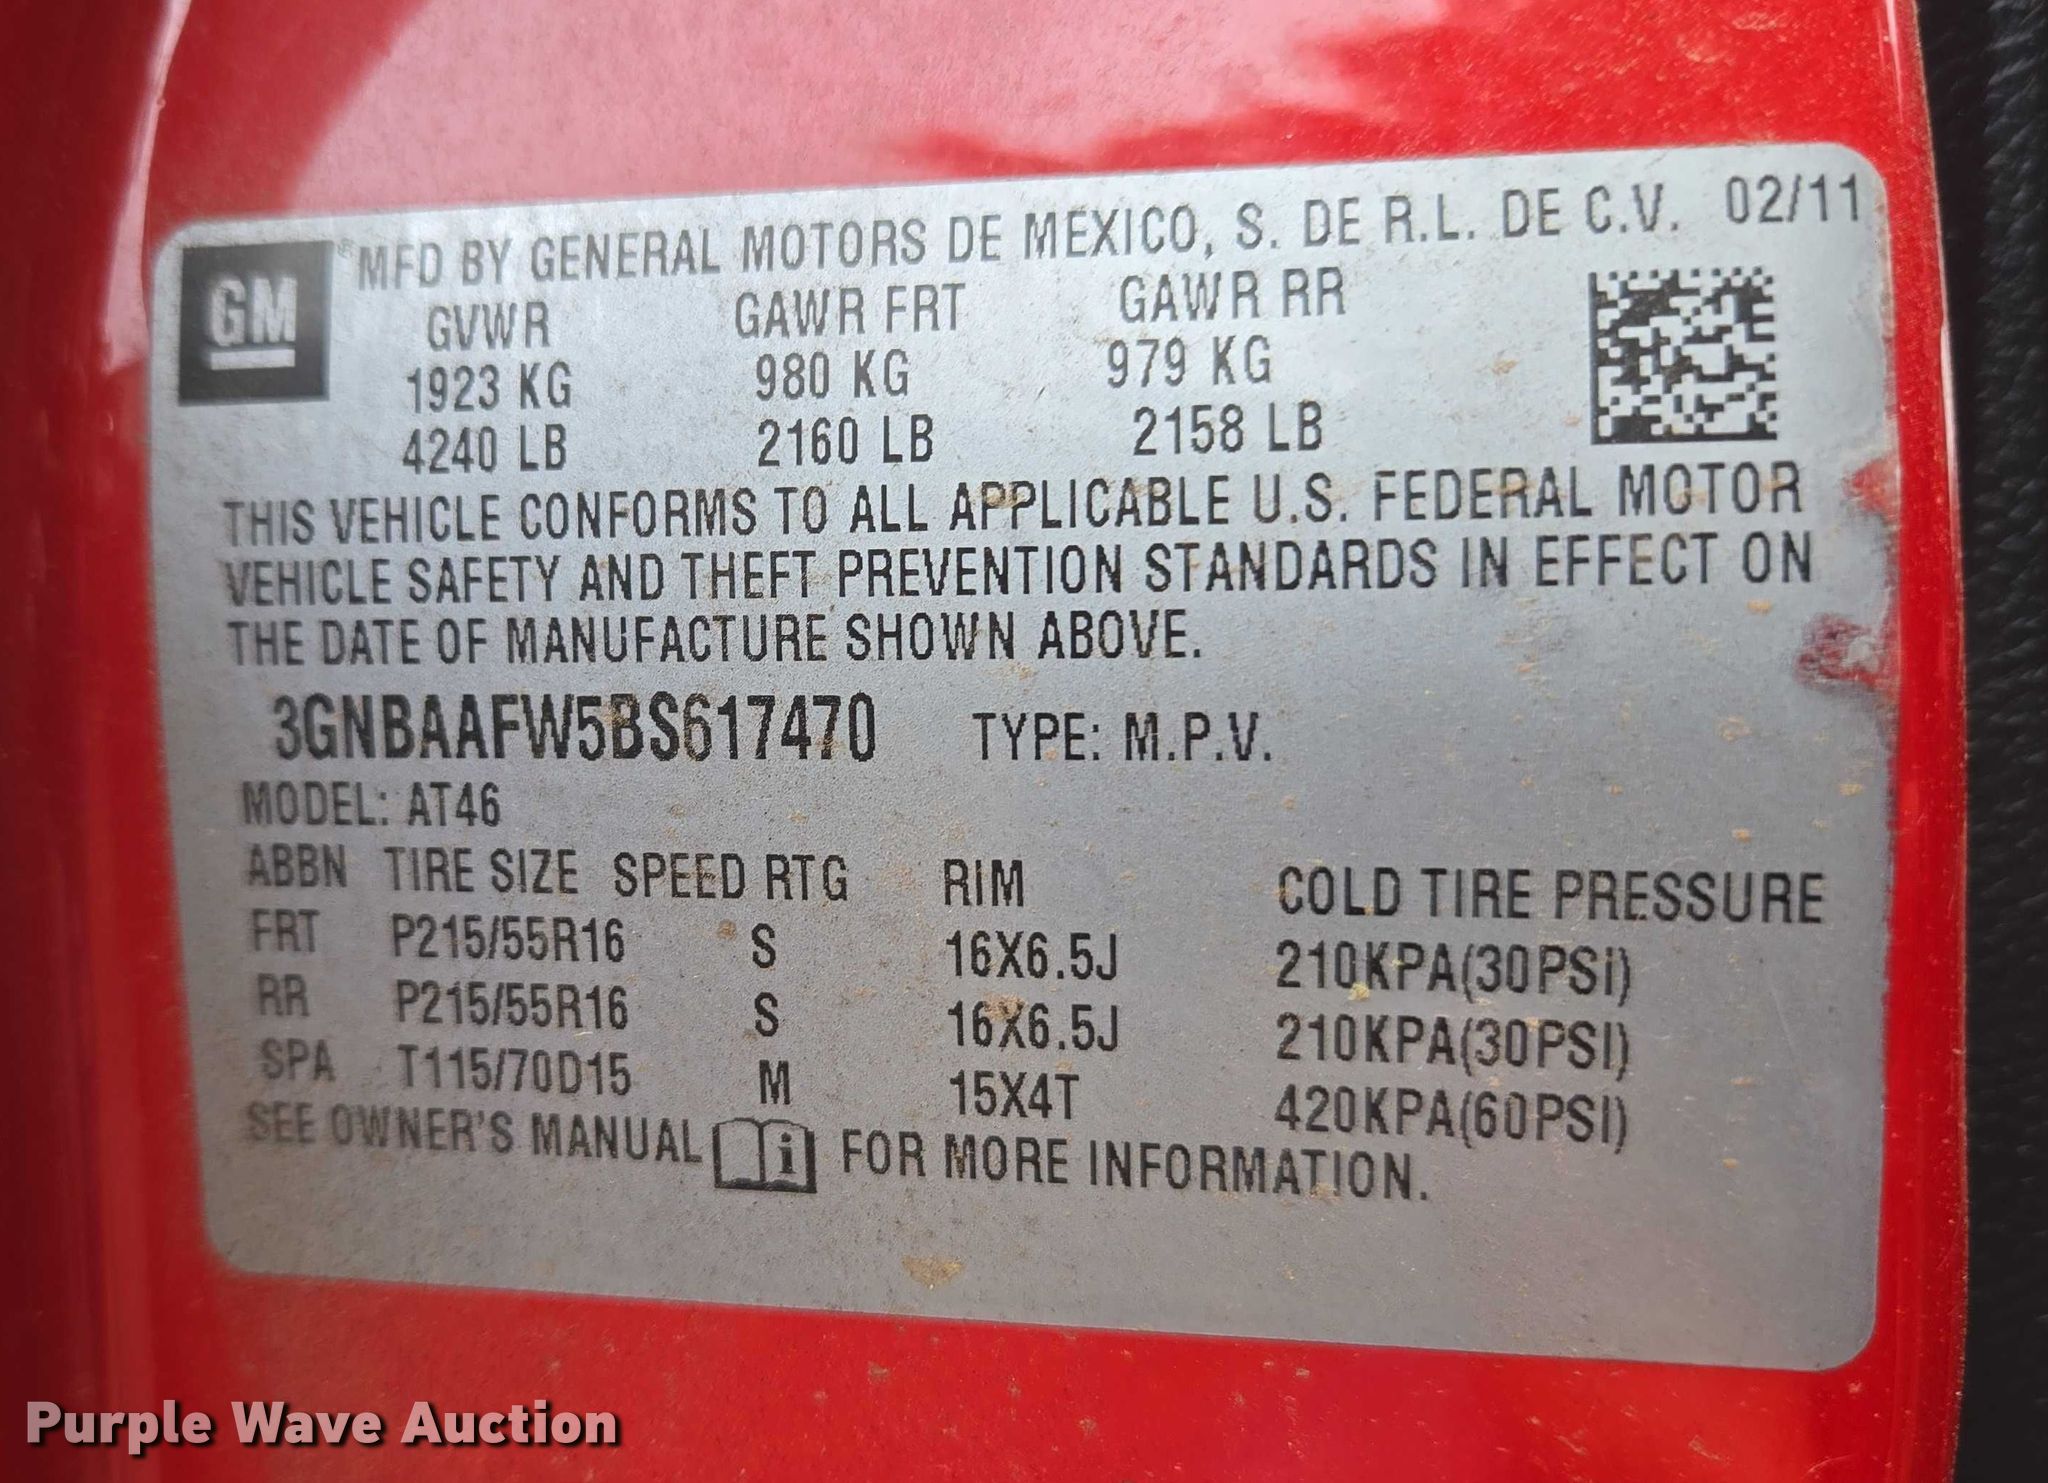 GM
MFD BY GENERAL MOTORS DE MEXICO, S. DE R.L. DE C.V. 02/11
GVWR GAWR FRT GAWR RR
1923 KG 980 KG 979 KG
4240 LB 2160 LB 2158 LB
THIS VEHICLE CONFORMS TO ALL APPLICABLE U.S. FEDERAL MOTOR
VEHICLE SAFETY AND THEFT PREVENTION STANDARDS IN EFFECT ON
THE DATE OF MANUFACTURE SHOWN ABOVE.
3GNBAAFW5BS617470 TYPE: M.P.V.
MODEL: AT46
ABBN TIRE SIZE SPEED RTG RIM COLD TIRE PRESSURE
FRT P215/55R16 S 16X6.5J 210KPA(30PSi)
RR P215/55R16 S 16X6.5J 210KPA(30PSI)
SPA T115/70D15 M 15X4T 420KPA(60PSI)
SEE OWNER'S MANUAL i FOR MORE INFORMATION.
Purple Wave Auction